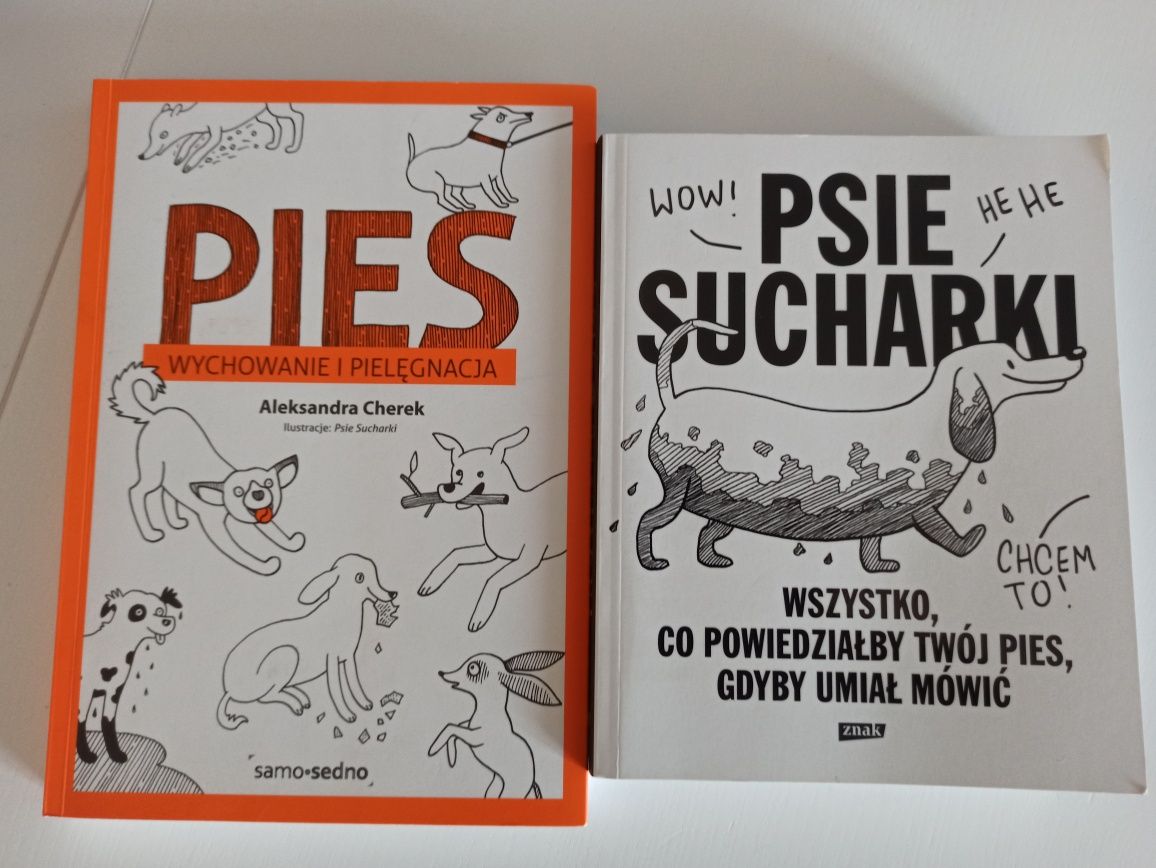 PIES
WYCHOWANIE I PIELĘGNACJA
Aleksandra Cherek
Ilustracje: Psie Sucharki
samo•sedno
WOW!
HE HE
PSIE
SUCHARKI
CHCEM
TO!
WSZYSTKO,
CO POWIEDZIAŁBY TWÓJ PIES,
GDYBY UMIAŁ MÓWIĆ
znak